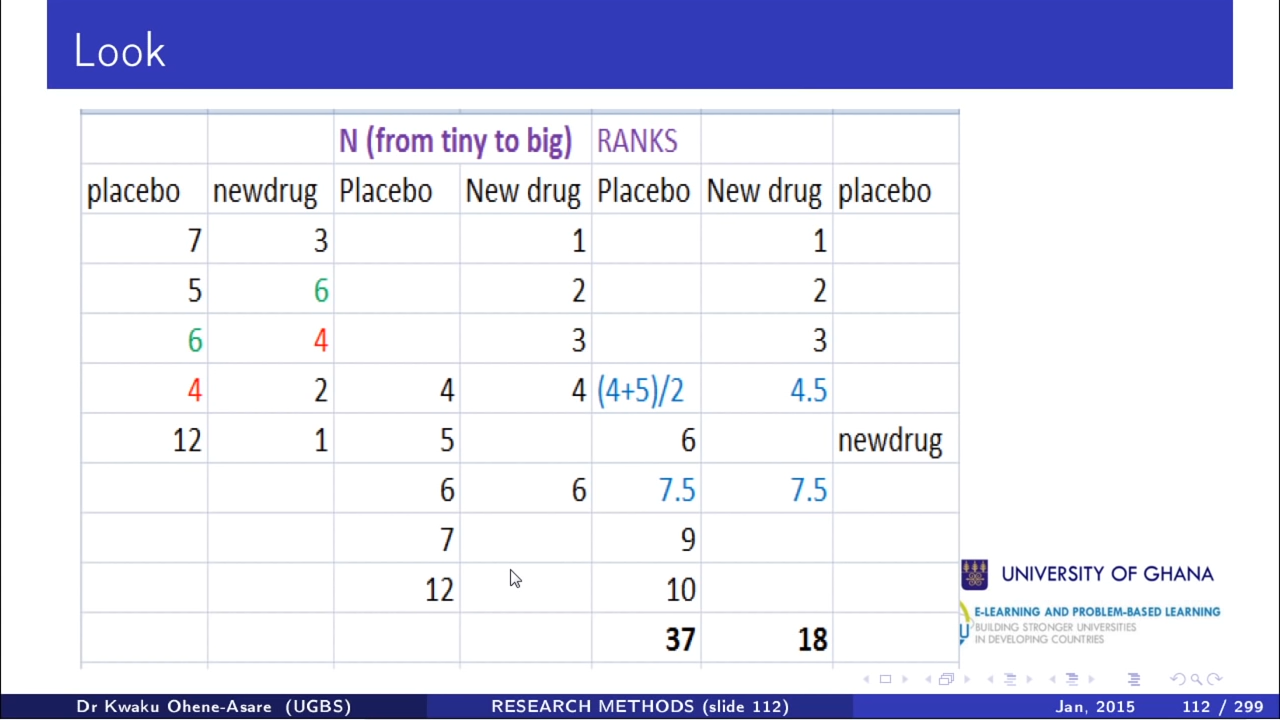 Look
N (from tiny to big) RANKS
placebo newdrug Placebo New drug Placebo New drug placebo
7 3 1 1
5 6 2 2
6 4 3 3
4 2 4 4 (4+5)/2 4.5
12 1 5 6 newdrug
6 6 7.5 7.5
7 9
12 10
37 18
UNIVERSITY OF GHANA
E-LEARNING AND PROBLEM-BASED LEARNING
BUILDING STRONGER UNIVERSITIES
IN DEVELOPING COUNTRIES
Dr Kwaku Ohene-Asare (UGBS) RESEARCH METHODS (slide 112) Jan, 2015 112 / 299